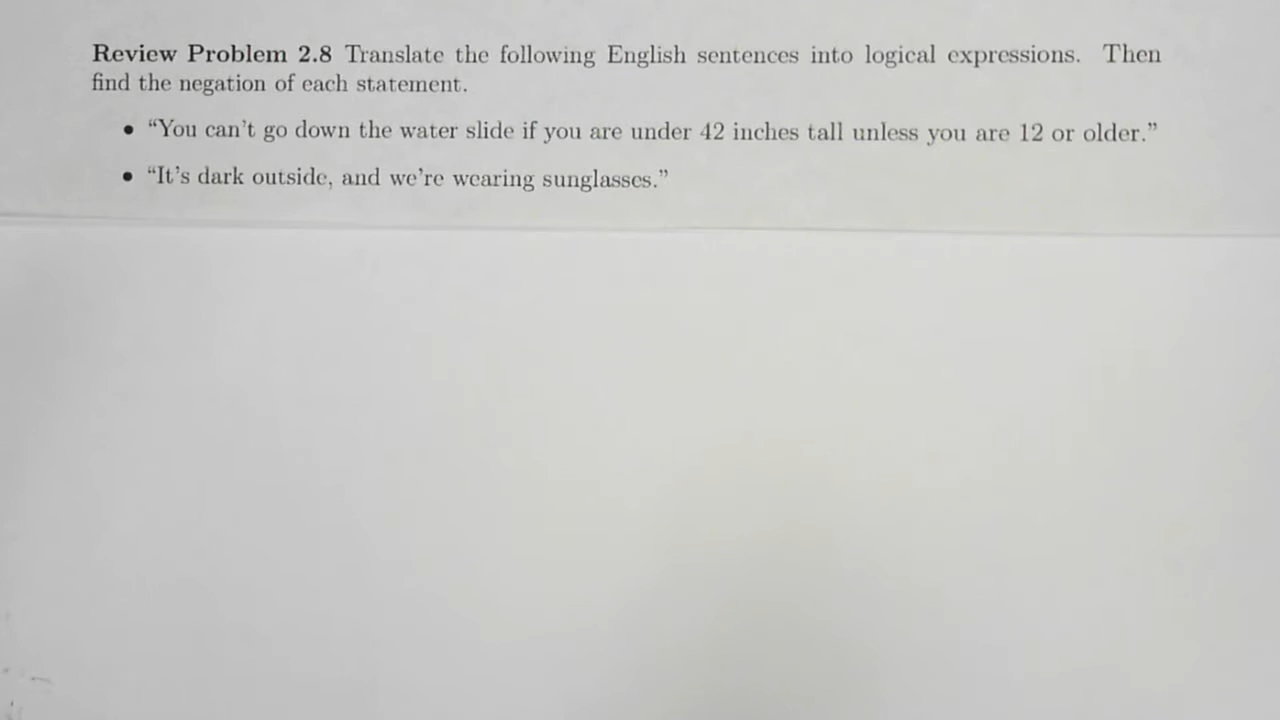 Review Problem 2.8 Translate the following English sentences into logical expressions. Then
find the negation of each statement.
• “You can’t go down the water slide if you are under 42 inches tall unless you are 12 or older.”
• “It’s dark outside, and we’re wearing sunglasses.”